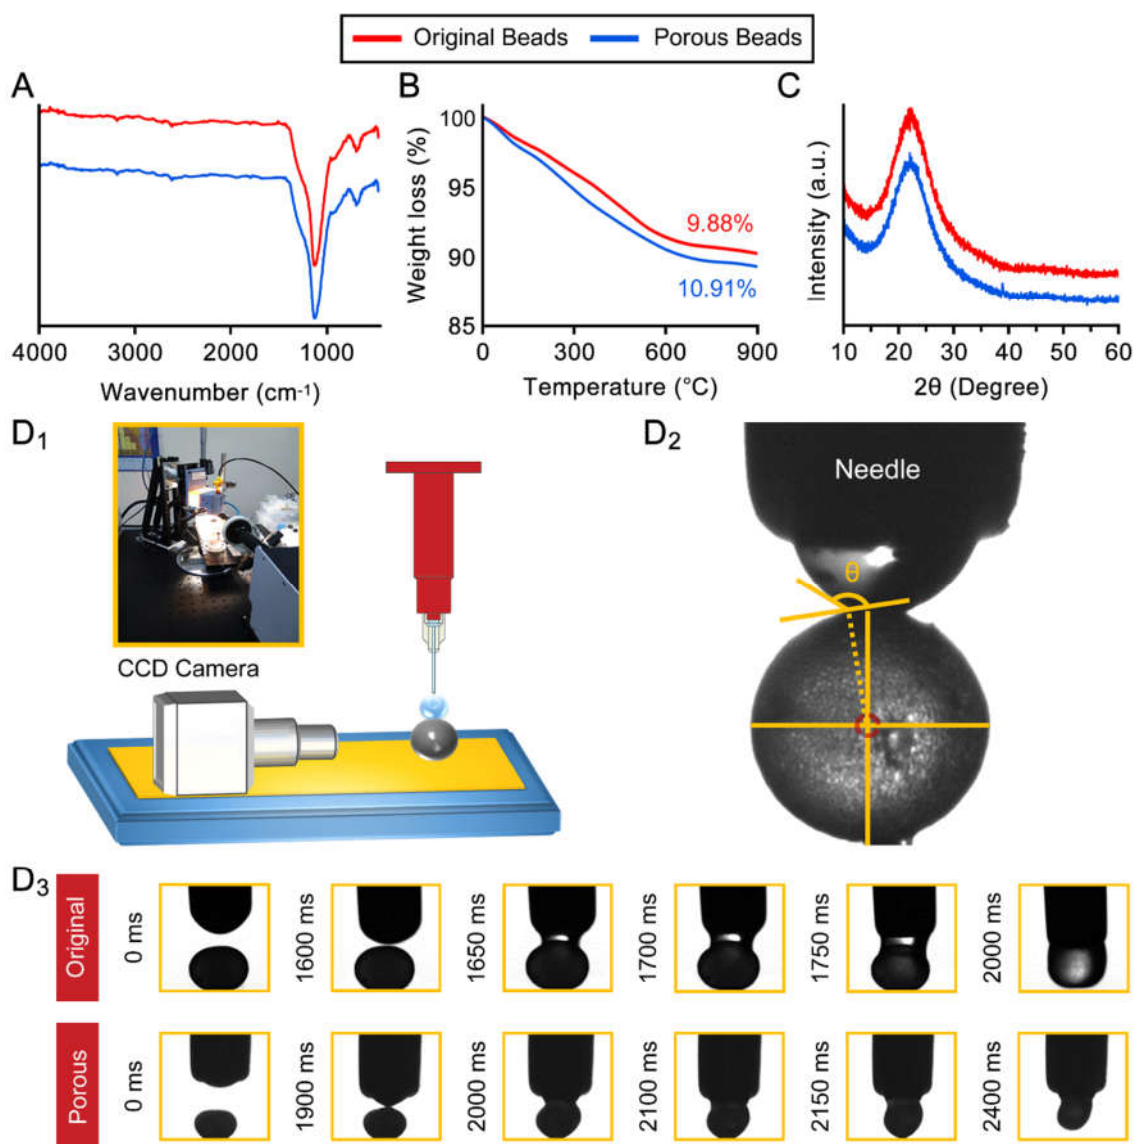 Original Beads
Porous Beads
A
B
C
100
95
90
85
Weight loss (%)
9.88%
10.91%
Intensity (a.u.)
4000
3000
2000
1000
Wavenumber (cm⁻¹)
0
300
600
900
Temperature (°C)
10
20
30
40
50
60
2θ (Degree)
D₁
CCD Camera
D₂
Needle
θ
D₃
Original
0 ms
1600 ms
1650 ms
1700 ms
1750 ms
2000 ms
Porous
0 ms
1900 ms
2000 ms
2100 ms
2150 ms
2400 ms